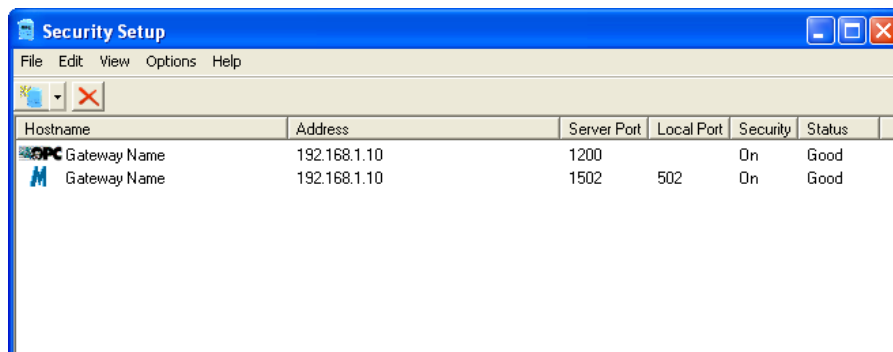 Security Setup
File Edit View Options Help
Hostname Address Server Port Local Port Security Status
OPC Gateway Name 192.168.1.10 1200 On Good
M Gateway Name 192.168.1.10 1502 502 On Good